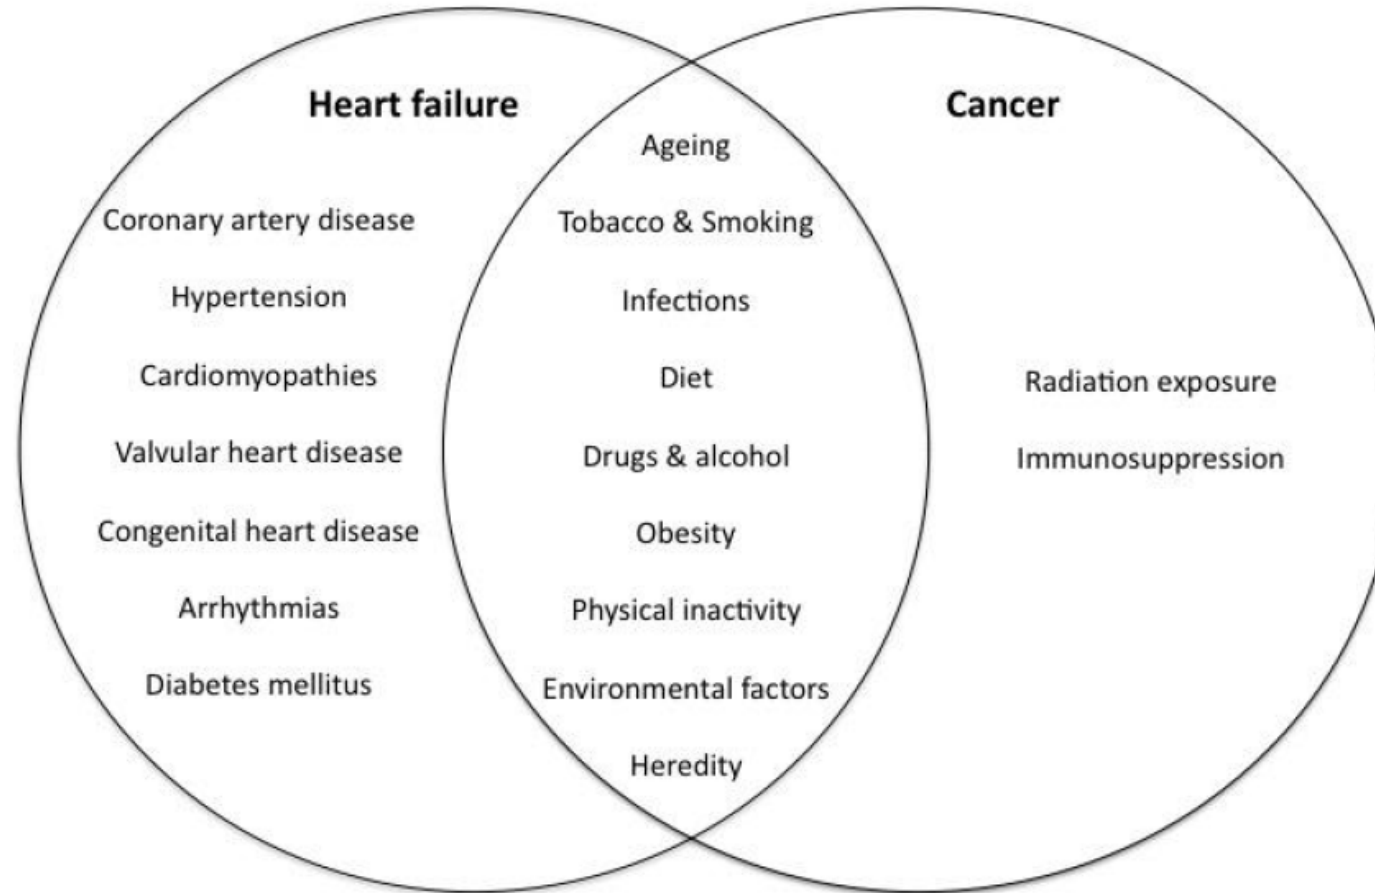 Heart failure
Cancer
Ageing
Coronary artery disease
Tobacco & Smoking
Hypertension
Infections
Cardiomyopathies
Diet
Radiation exposure
Valvular heart disease
Drugs & alcohol
Immunosuppression
Congenital heart disease
Obesity
Arrhythmias
Physical inactivity
Diabetes mellitus
Environmental factors
Heredity